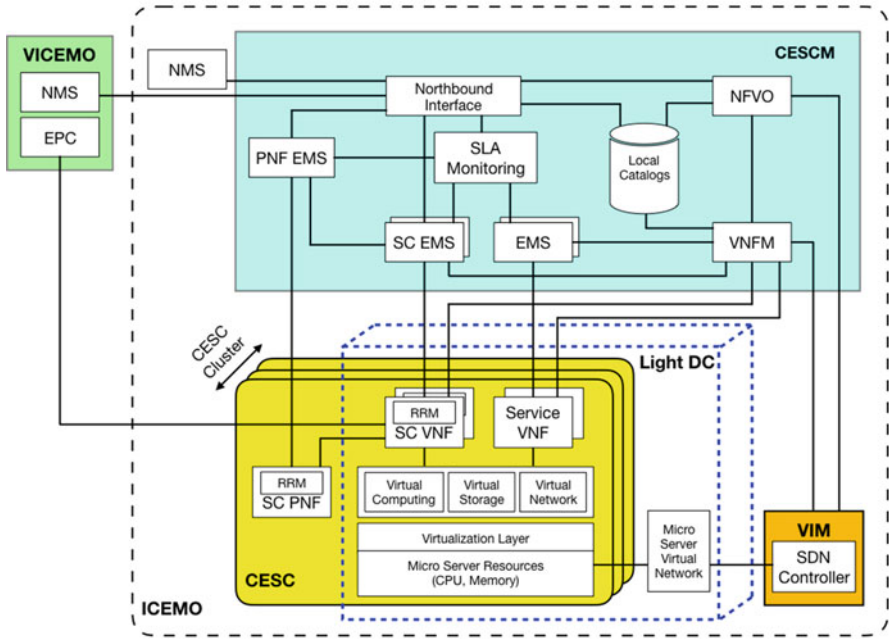 VICEMO
NMS
EPC
NMS
CESCM
Northbound
Interface
NFVO
PNF EMS
SLA
Monitoring
Local
Catalogs
SC EMS
EMS
VNFM
CESC
Cluster
Light DC
RRM
SC VNF
Service
VNF
RRM
SC PNF
Virtual
Computing
Virtual
Storage
Virtual
Network
Virtualization Layer
Micro Server Resources
(CPU, Memory)
CESC
Micro
Server
Virtual
Network
VIM
SDN
Controller
ICEMO